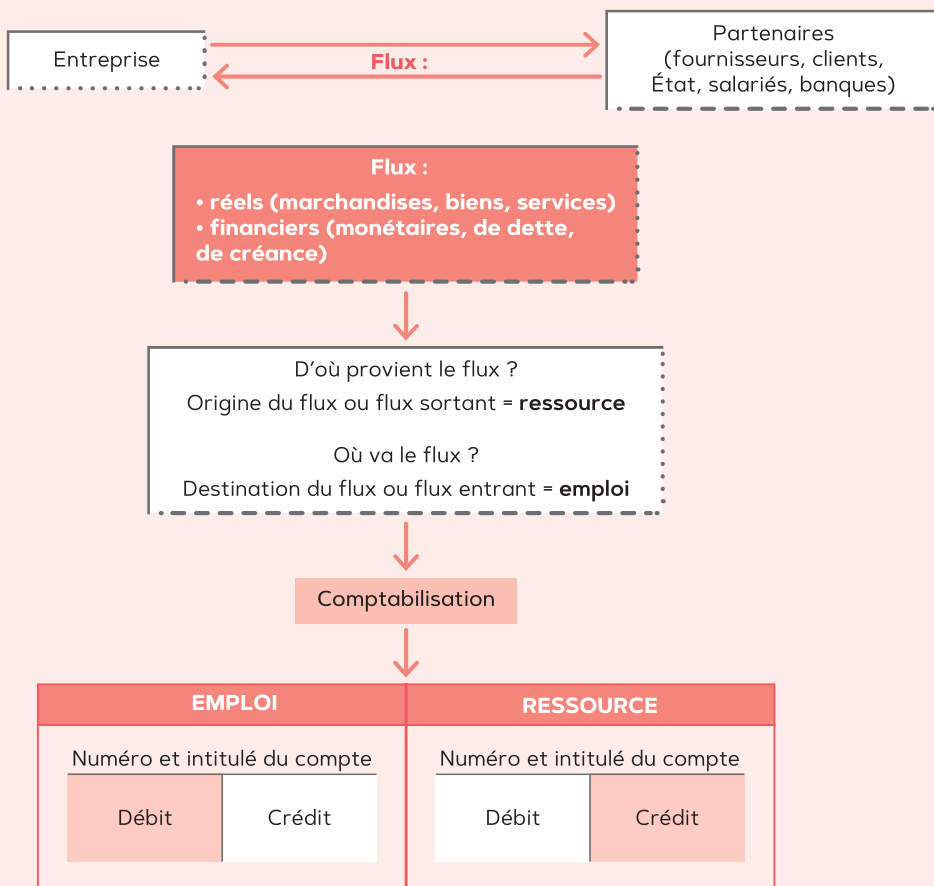 Entreprise
Flux :
Partenaires
(fournisseurs, clients,
État, salariés, banques)
Flux :
• réels (marchandises, biens, services)
• financiers (monétaires, de dette,
de créance)
D’où provient le flux ?
Origine du flux ou flux sortant = ressource
Où va le flux ?
Destination du flux ou flux entrant = emploi
Comptabilisation
EMPLOI
RESSOURCE
Numéro et intitulé du compte
Débit
Crédit
Numéro et intitulé du compte
Débit
Crédit